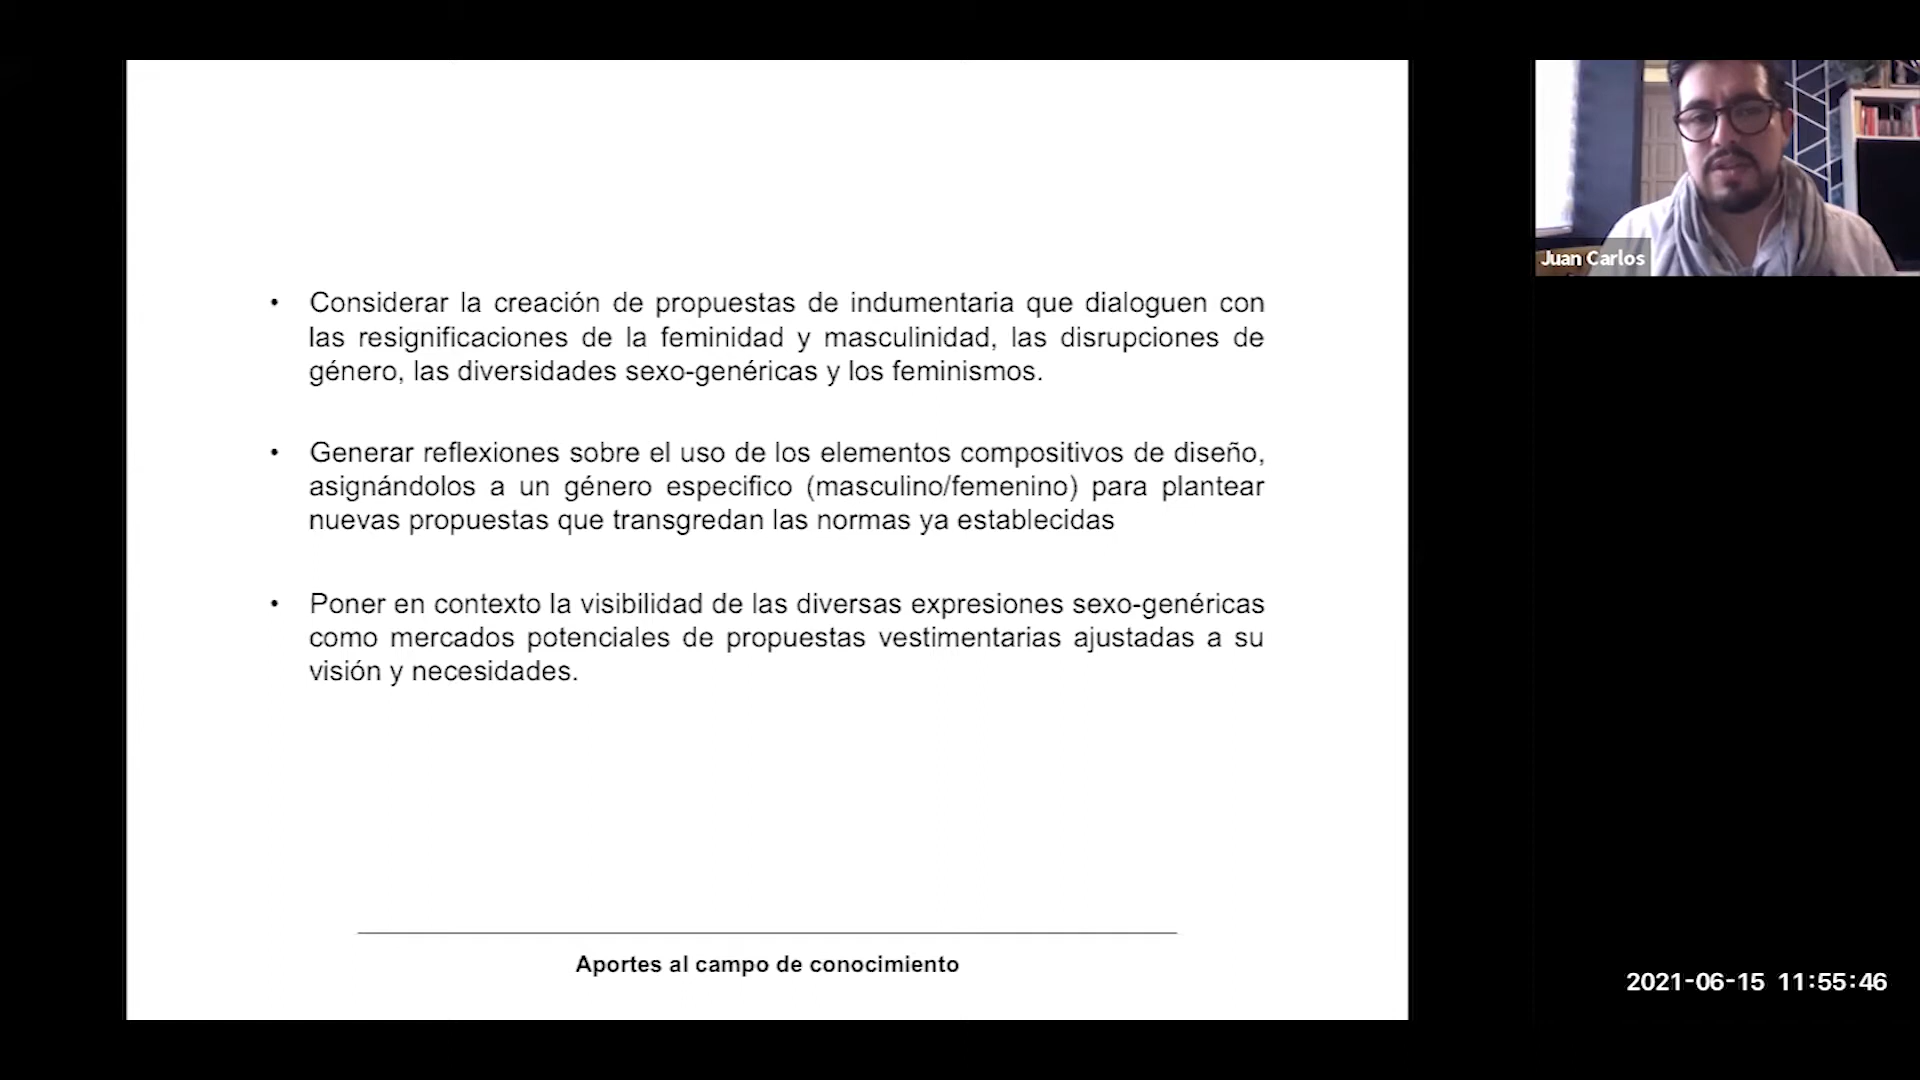 • Considerar la creación de propuestas de indumentaria que dialoguen con
las resignificaciones de la feminidad y masculinidad, las disrupciones de
género, las diversidades sexo-genéricas y los feminismos.
• Generar reflexiones sobre el uso de los elementos compositivos de diseño,
asignándolos a un género especifico (masculino/femenino) para plantear
nuevas propuestas que transgredan las normas ya establecidas
• Poner en contexto la visibilidad de las diversas expresiones sexo-genéricas
como mercados potenciales de propuestas vestimentarias ajustadas a su
visión y necesidades.
Aportes al campo de conocimiento
Juan Carlos
2021-06-15 11:55:46